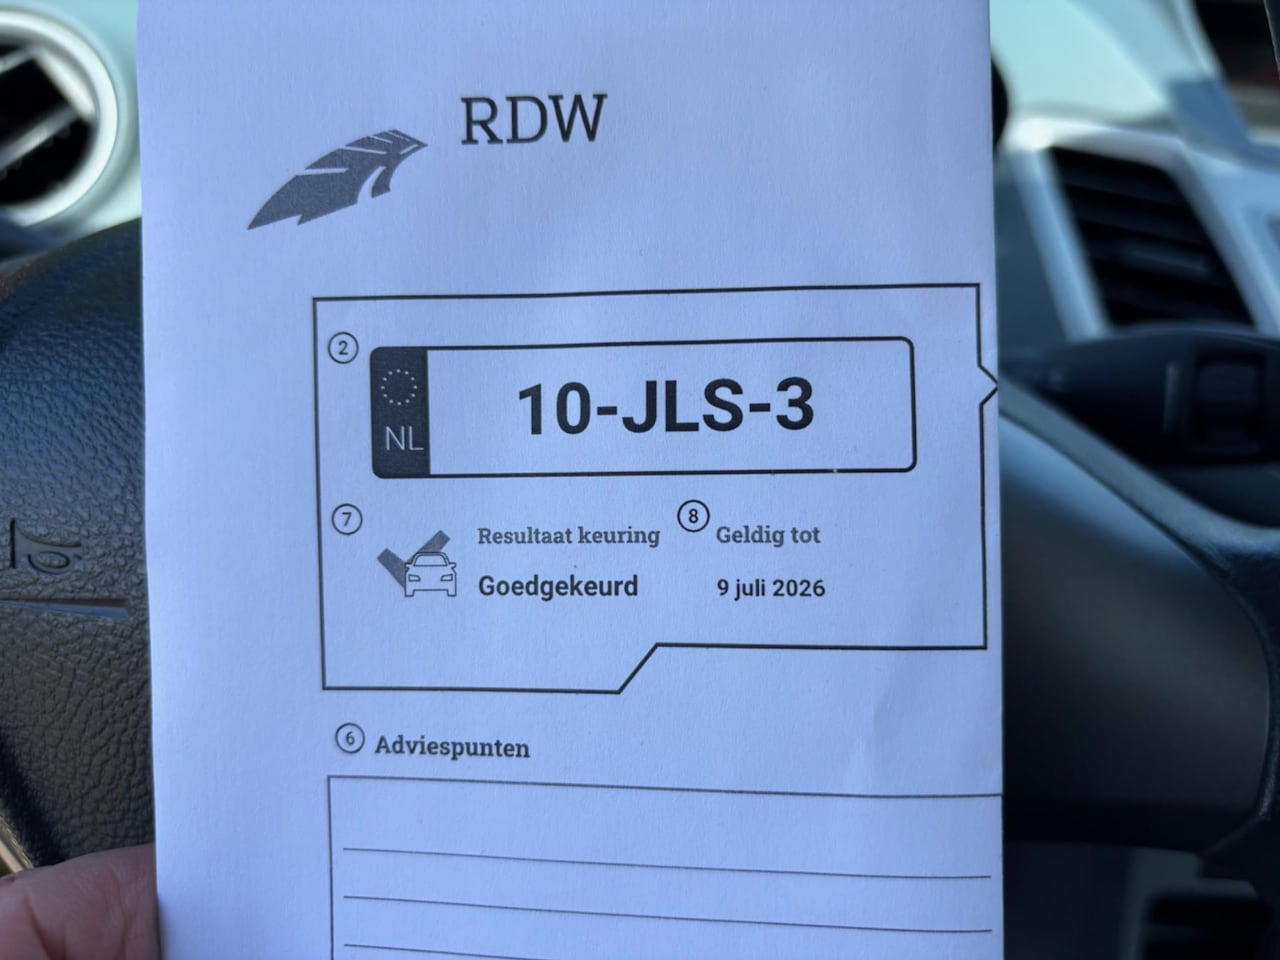 RDW
2
NL
10-JLS-3
7
Resultaat keuring
8
Geldig tot
Goedgekeurd
9 juli 2026
6
Adviespunten